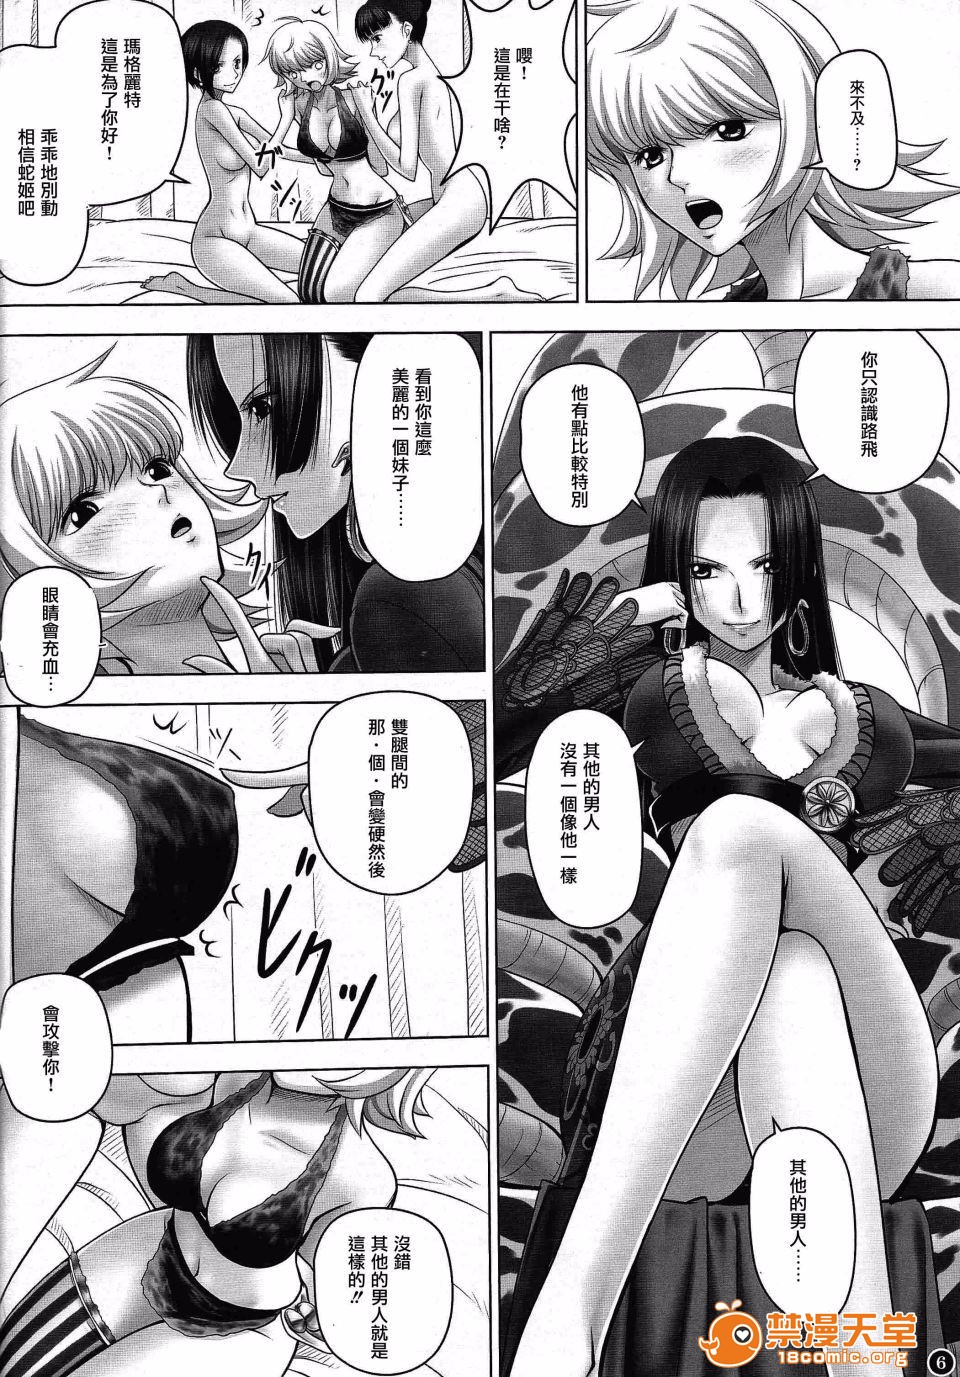 來不及……?
嚶！
這是在干啥?
瑪格麗特
這是為了你好！
乖乖地別動
相信蛇姬吧
你只認識路飛
他有點比較特別
其他的男人
沒有一個像他一樣
其他的男人……
看到你這麼
美麗的一個妹子……
眼睛會充血…
雙腿間的
那．個．會變硬然後
ビクッ
會攻擊你！
沒錯
其他的男人就是
這樣的!!
禁漫天堂
18comic.org
6